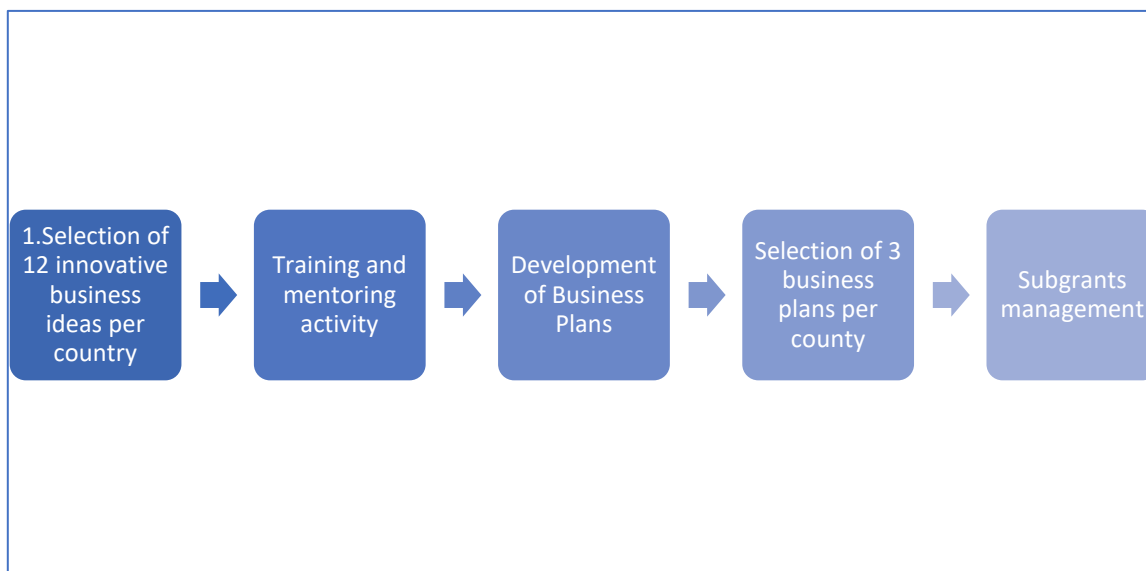 1.Selection of
12 innovative
business
ideas per
country
Training and
mentoring
activity
Development
of Business
Plans
Selection of 3
business
plans per
county
Subgrants
management